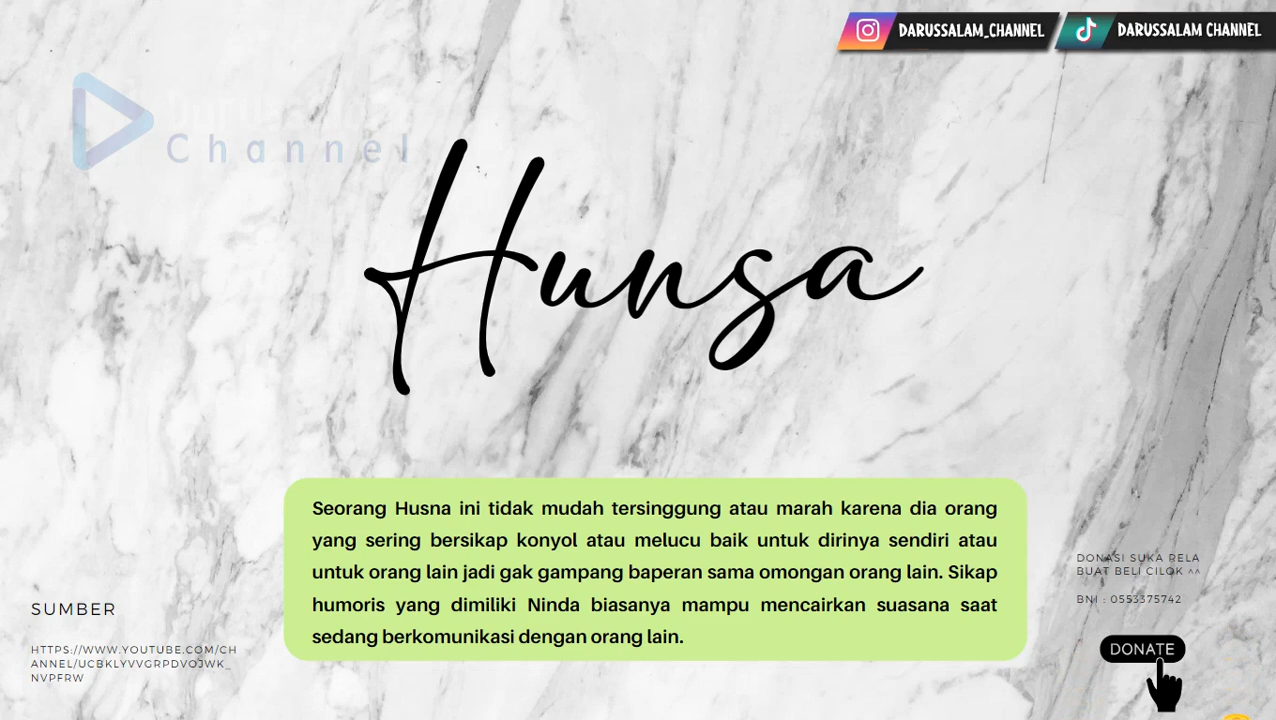 DARUSSALAM_CHANNEL
DARUSSALAM CHANNEL
Channel
Hunsa
Seorang Husna ini tidak mudah tersinggung atau marah karena dia orang
yang sering bersikap konyol atau melucu baik untuk dirinya sendiri atau
untuk orang lain jadi gak gampang baperan sama omongan orang lain. Sikap
humoris yang dimiliki Ninda biasanya mampu mencairkan suasana saat
sedang berkomunikasi dengan orang lain.
SUMBER
HTTPS://WWW.YOUTUBE.COM/CH
ANNEL/UCBKLYVVGRPDVOJWK_
NVPFRW
DONASI SUKA RELA
BUAT BELI CILOK ^^
BNI : 0553375742
DONATE